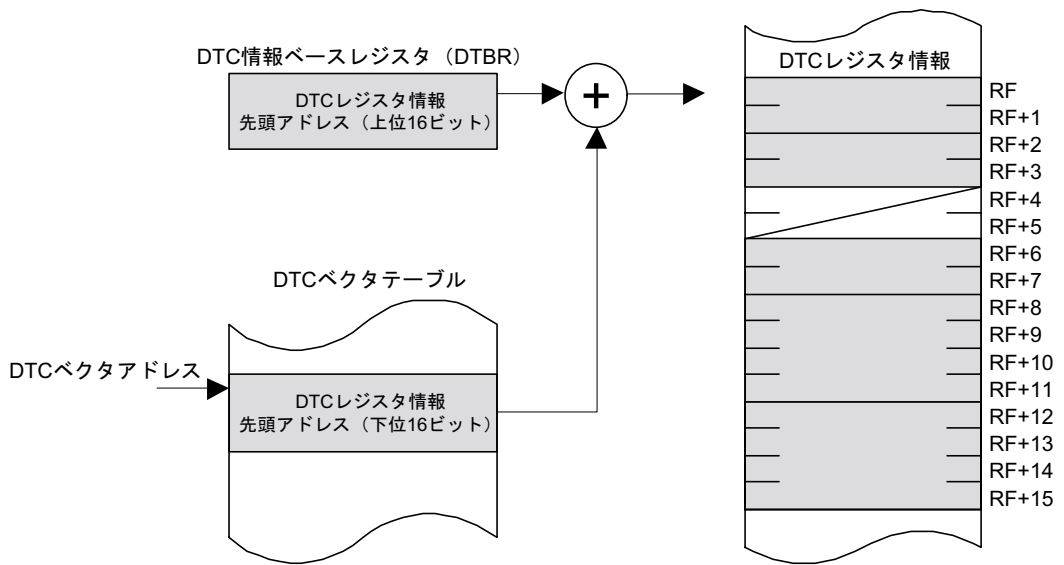 DTC情報ベースレジスタ（DTBR）
DTCレジスタ情報
先頭アドレス（上位16ビット）
+
DTCベクタテーブル
DTCベクタアドレス
DTCレジスタ情報
先頭アドレス（下位16ビット）
DTCレジスタ情報
RF
RF+1
RF+2
RF+3
RF+4
RF+5
RF+6
RF+7
RF+8
RF+9
RF+10
RF+11
RF+12
RF+13
RF+14
RF+15